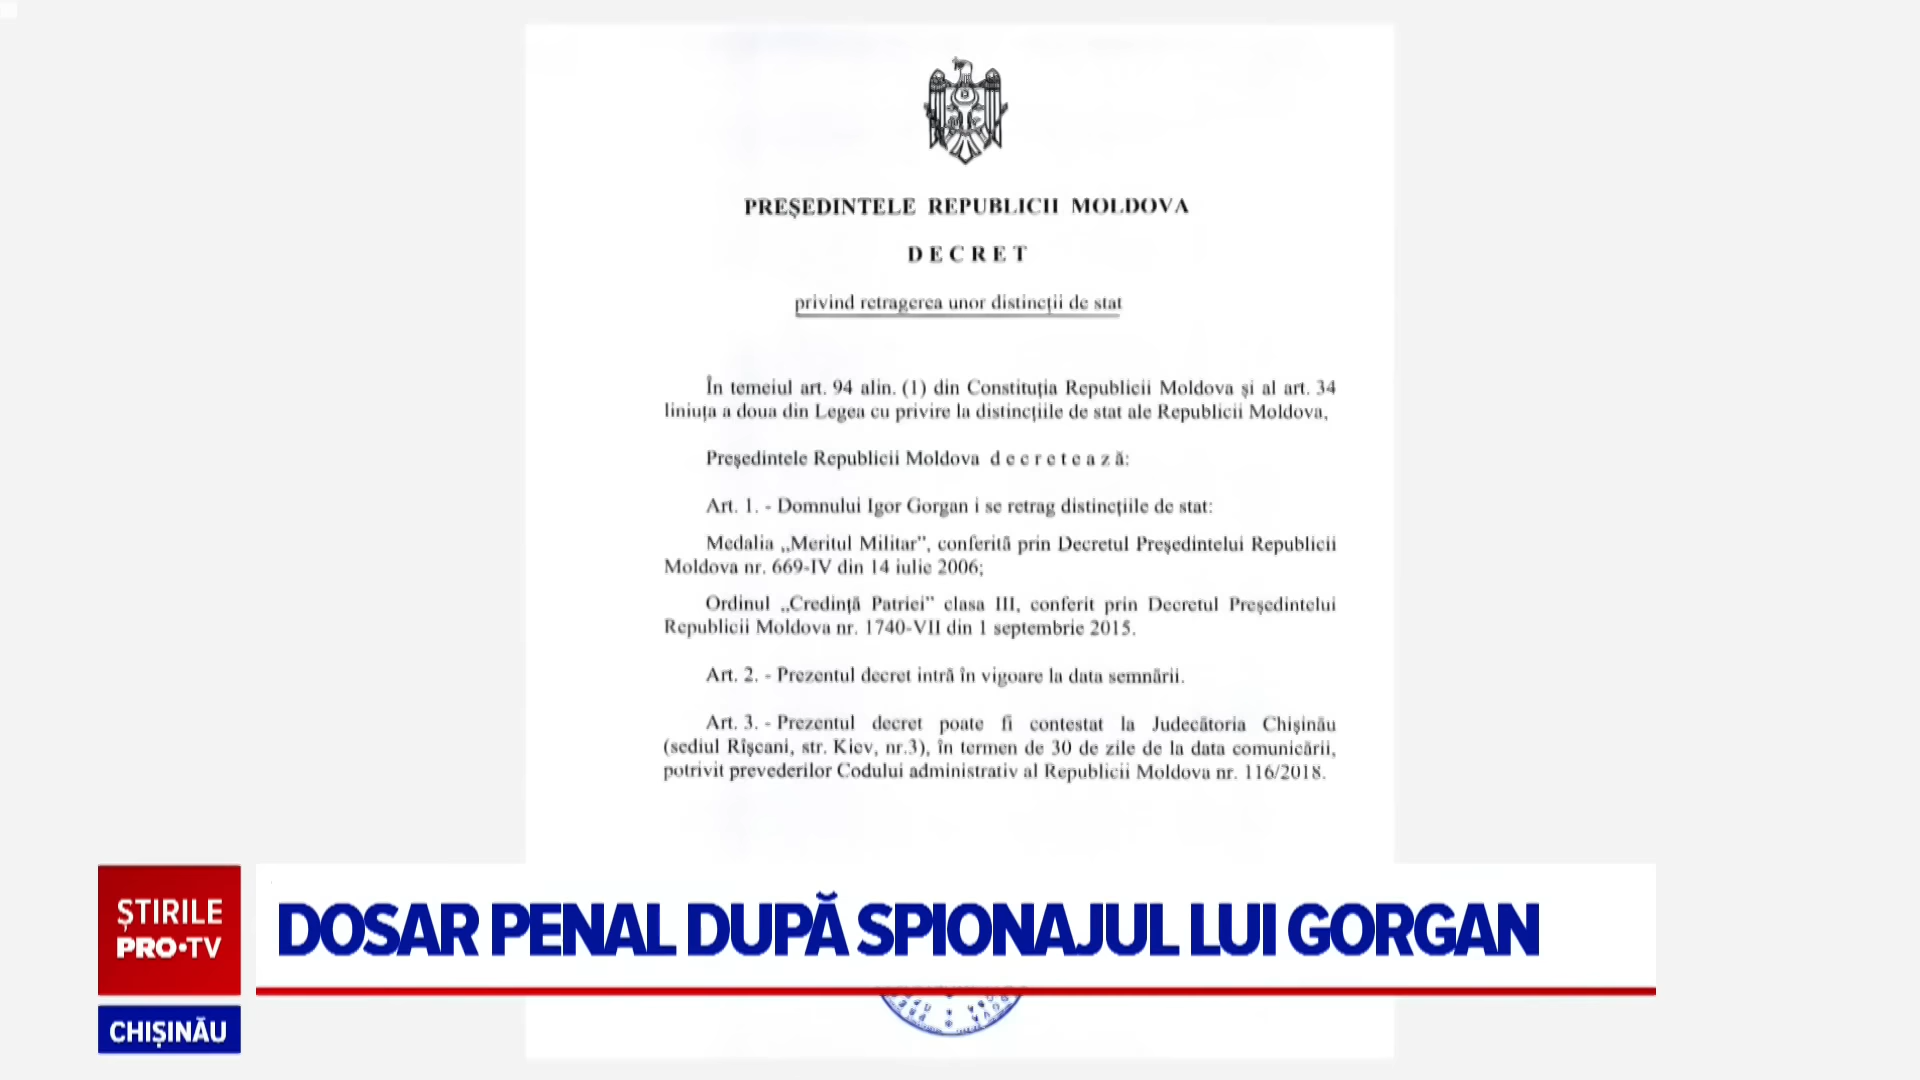 PREȘEDINTELE REPUBLICII MOLDOVA
DECRET
privind retragerea unor distincții de stat
În temeiul art. 94 alin. (1) din Constituția Republicii Moldova și al art. 34
liniuța a doua din Legea cu privire la distincțiile de stat ale Republicii Moldova,
Președintele Republicii Moldova decretează:
Art. 1. - Domnului Igor Gorgan i se retrag distincțiile de stat:
Medalia „Meritul Militar”, conferită prin Decretul Președintelui Republicii
Moldova nr. 669-IV din 14 iulie 2006;
Ordinul „Credință Patriei” clasa III, conferit prin Decretul Președintelui
Republicii Moldova nr. 1740-VII din 1 septembrie 2015.
Art. 2. - Prezentul decret intră în vigoare la data semnării.
Art. 3. - Prezentul decret poate fi contestat la Judecătoria Chișinău
(sediul Rîșcani, str. Kiev, nr.3), în termen de 30 de zile de la data comunicării,
potrivit prevederilor Codului administrativ al Republicii Moldova nr. 116/2018.
ȘTIRILE
PRO•TV
DOSAR PENAL DUPĂ SPIONAJUL LUI GORGAN
CHIȘINĂU